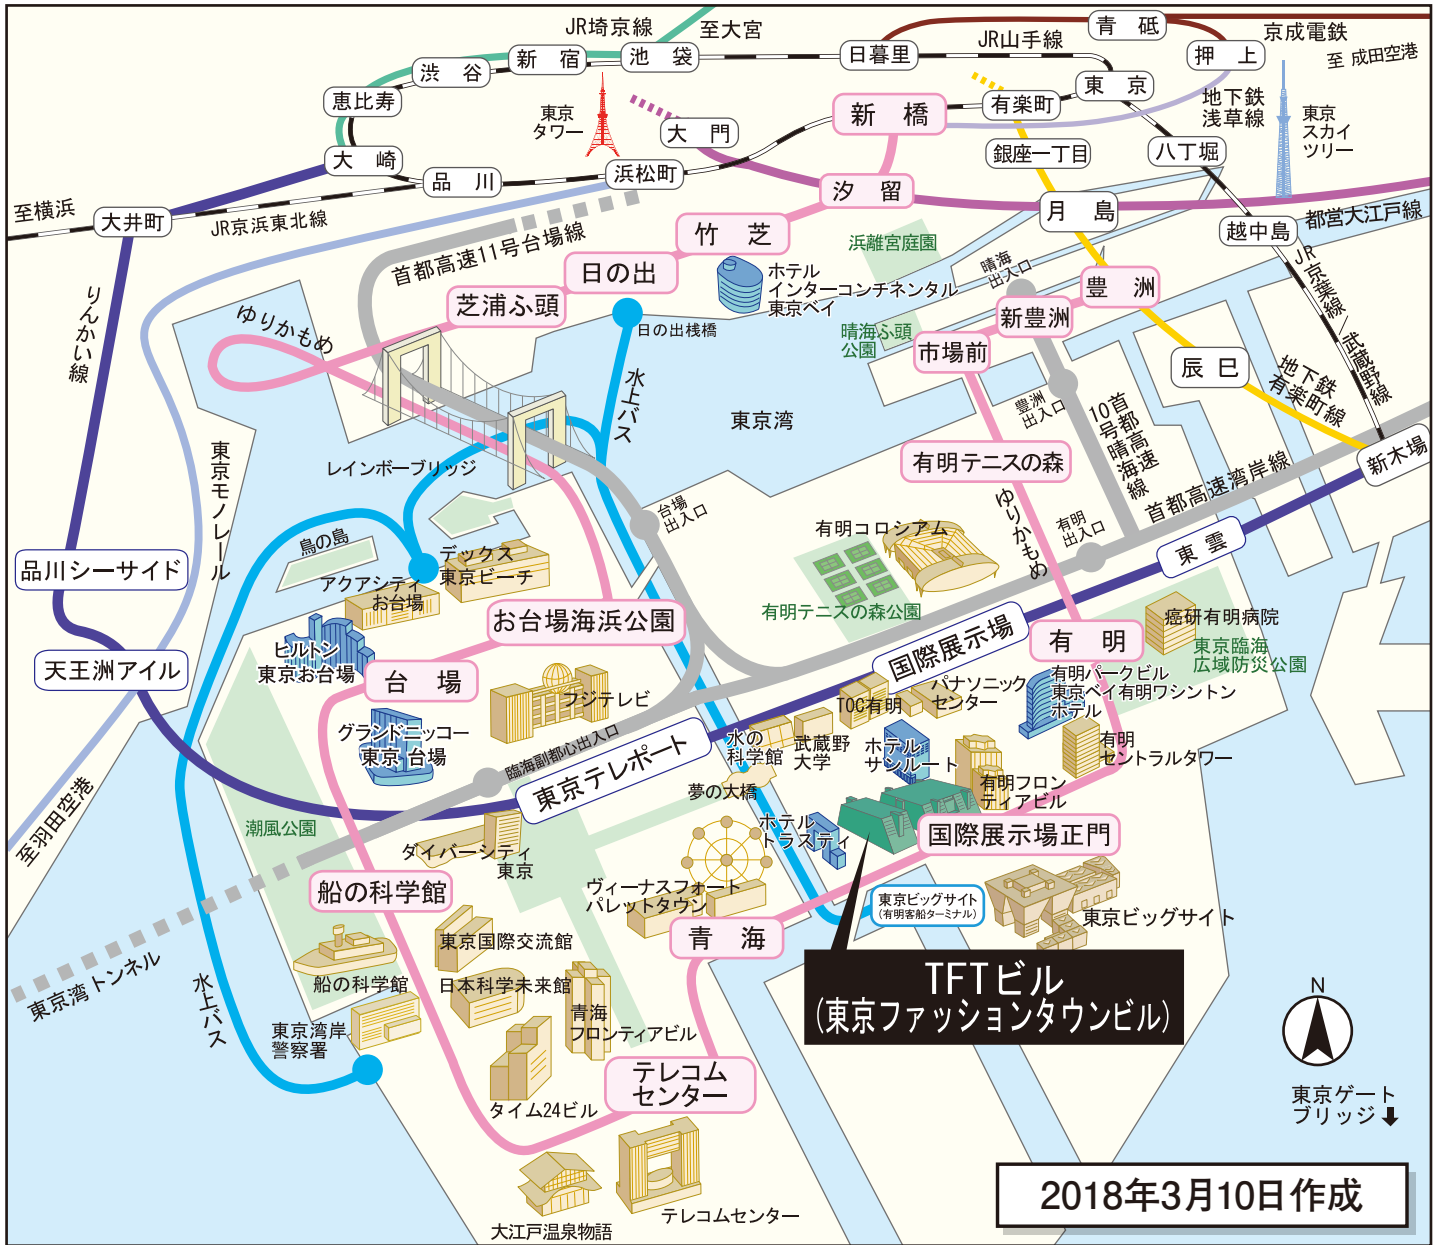 JR埼京線
至大宮
JR山手線
青砥
京成電鉄
至 成田空港
新宿
池袋
日暮里
押上
渋谷
恵比寿
東京
タワー
大門
新橋
有楽町
東京
地下鉄
浅草線
東京
スカイ
ツリー
大崎
品川
浜松町
銀座一丁目
八丁堀
至横浜
大井町
JR京浜東北線
汐留
月島
越中島
都営大江戸線
首都高速11号台場線
竹芝
浜離宮庭園
晴海
出入口
JR京葉線/武蔵野線
日の出
ホテル
インターコンチネンタル
東京ベイ
豊洲
りんかい線
ゆりかもめ
芝浦ふ頭
日の出桟橋
新豊洲
晴海ふ頭
公園
市場前
辰巳
地下鉄
有楽町線
水上バス
東京湾
豊洲
出入口
10号晴海線
首都高速
東京モノレール
レインボーブリッジ
有明テニスの森
新木場
首都高速湾岸線
台場
出入口
ゆりかもめ
有明
出入口
有明コロシアム
鳥の島
デックス
東京ビーチ
東雲
品川シーサイド
アクアシティ
お台場
有明テニスの森公園
お台場海浜公園
国際展示場
有明
癌研有明病院
東京臨海
広域防災公園
天王洲アイル
ヒルトン
東京お台場
台場
フジテレビ
TOC有明
パナソニック
センター
有明パークビル
東京ベイ有明ワシントン
ホテル
グランドニッコー
東京 台場
臨海副都心出入口
東京テレポート
水の
科学館
武蔵野
大学
ホテル
サンルート
有明
セントラルタワー
夢の大橋
有明フロン
ティアビル
至羽田空港
潮風公園
ダイバーシティ
東京
ホテル
トラスティ
国際展示場正門
船の科学館
ヴィーナスフォート
パレットタウン
東京ビッグサイト
(有明客船ターミナル)
東京ビッグサイト
青海
東京国際交流館
TFTビル
(東京ファッションタウンビル)
東京湾トンネル
水上バス
船の科学館
日本科学未来館
青海
フロンティアビル
東京湾岸
警察署
テレコム
センター
N
タイム24ビル
東京ゲート
ブリッジ
大江戸温泉物語
テレコムセンター
2018年3月10日作成